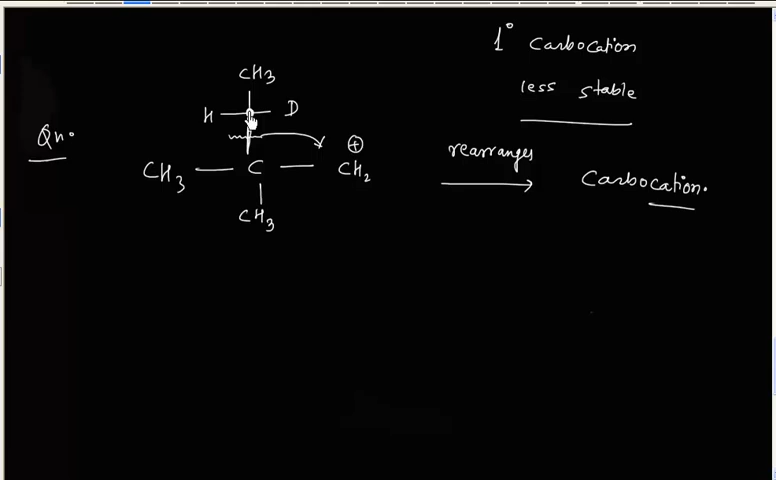 1° Carbocation
less stable
Qn.
CH3
H D
⊕
CH3 — C — CH2
CH3
rearranges
Carbocation.